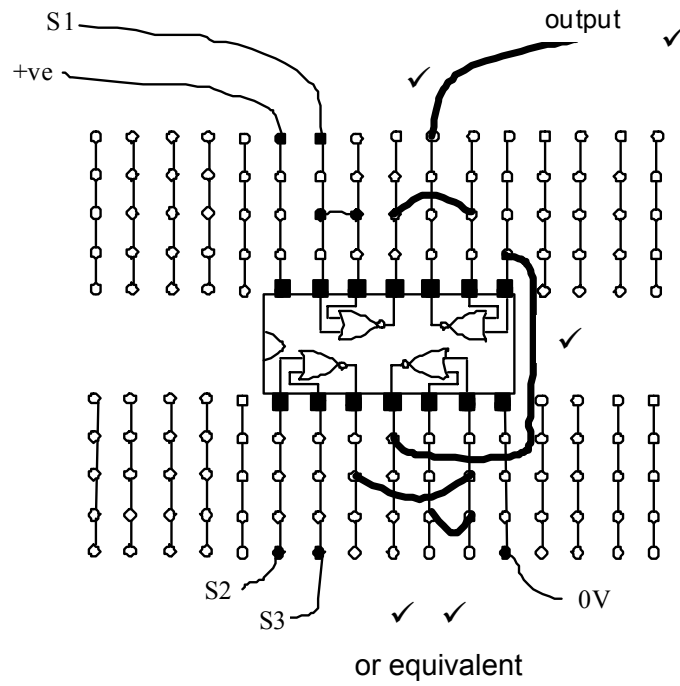 S1
output
+ve
S2
S3
0V
or equivalent